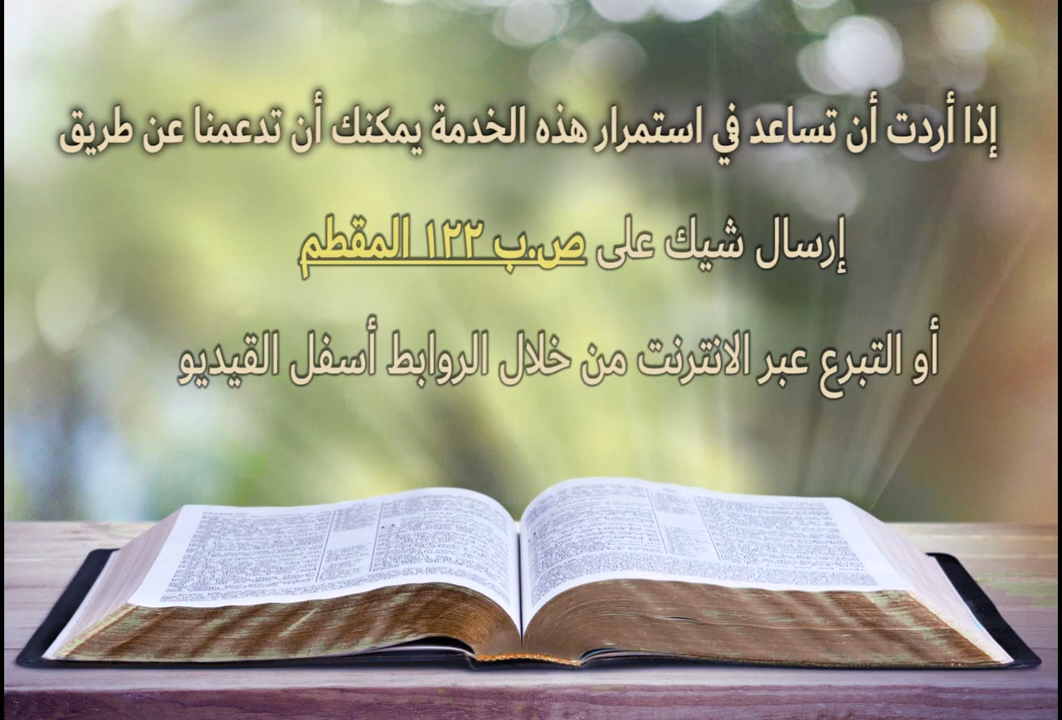 إذا أردت أن تساعد في استمرار هذه الخدمة يمكنك أن تدعمنا عن طريق
إرسال شيك على ص.ب ١٢٢ المقطم
أو التبرع عبر الانترنت من خلال الروابط أسفل الڤيديو